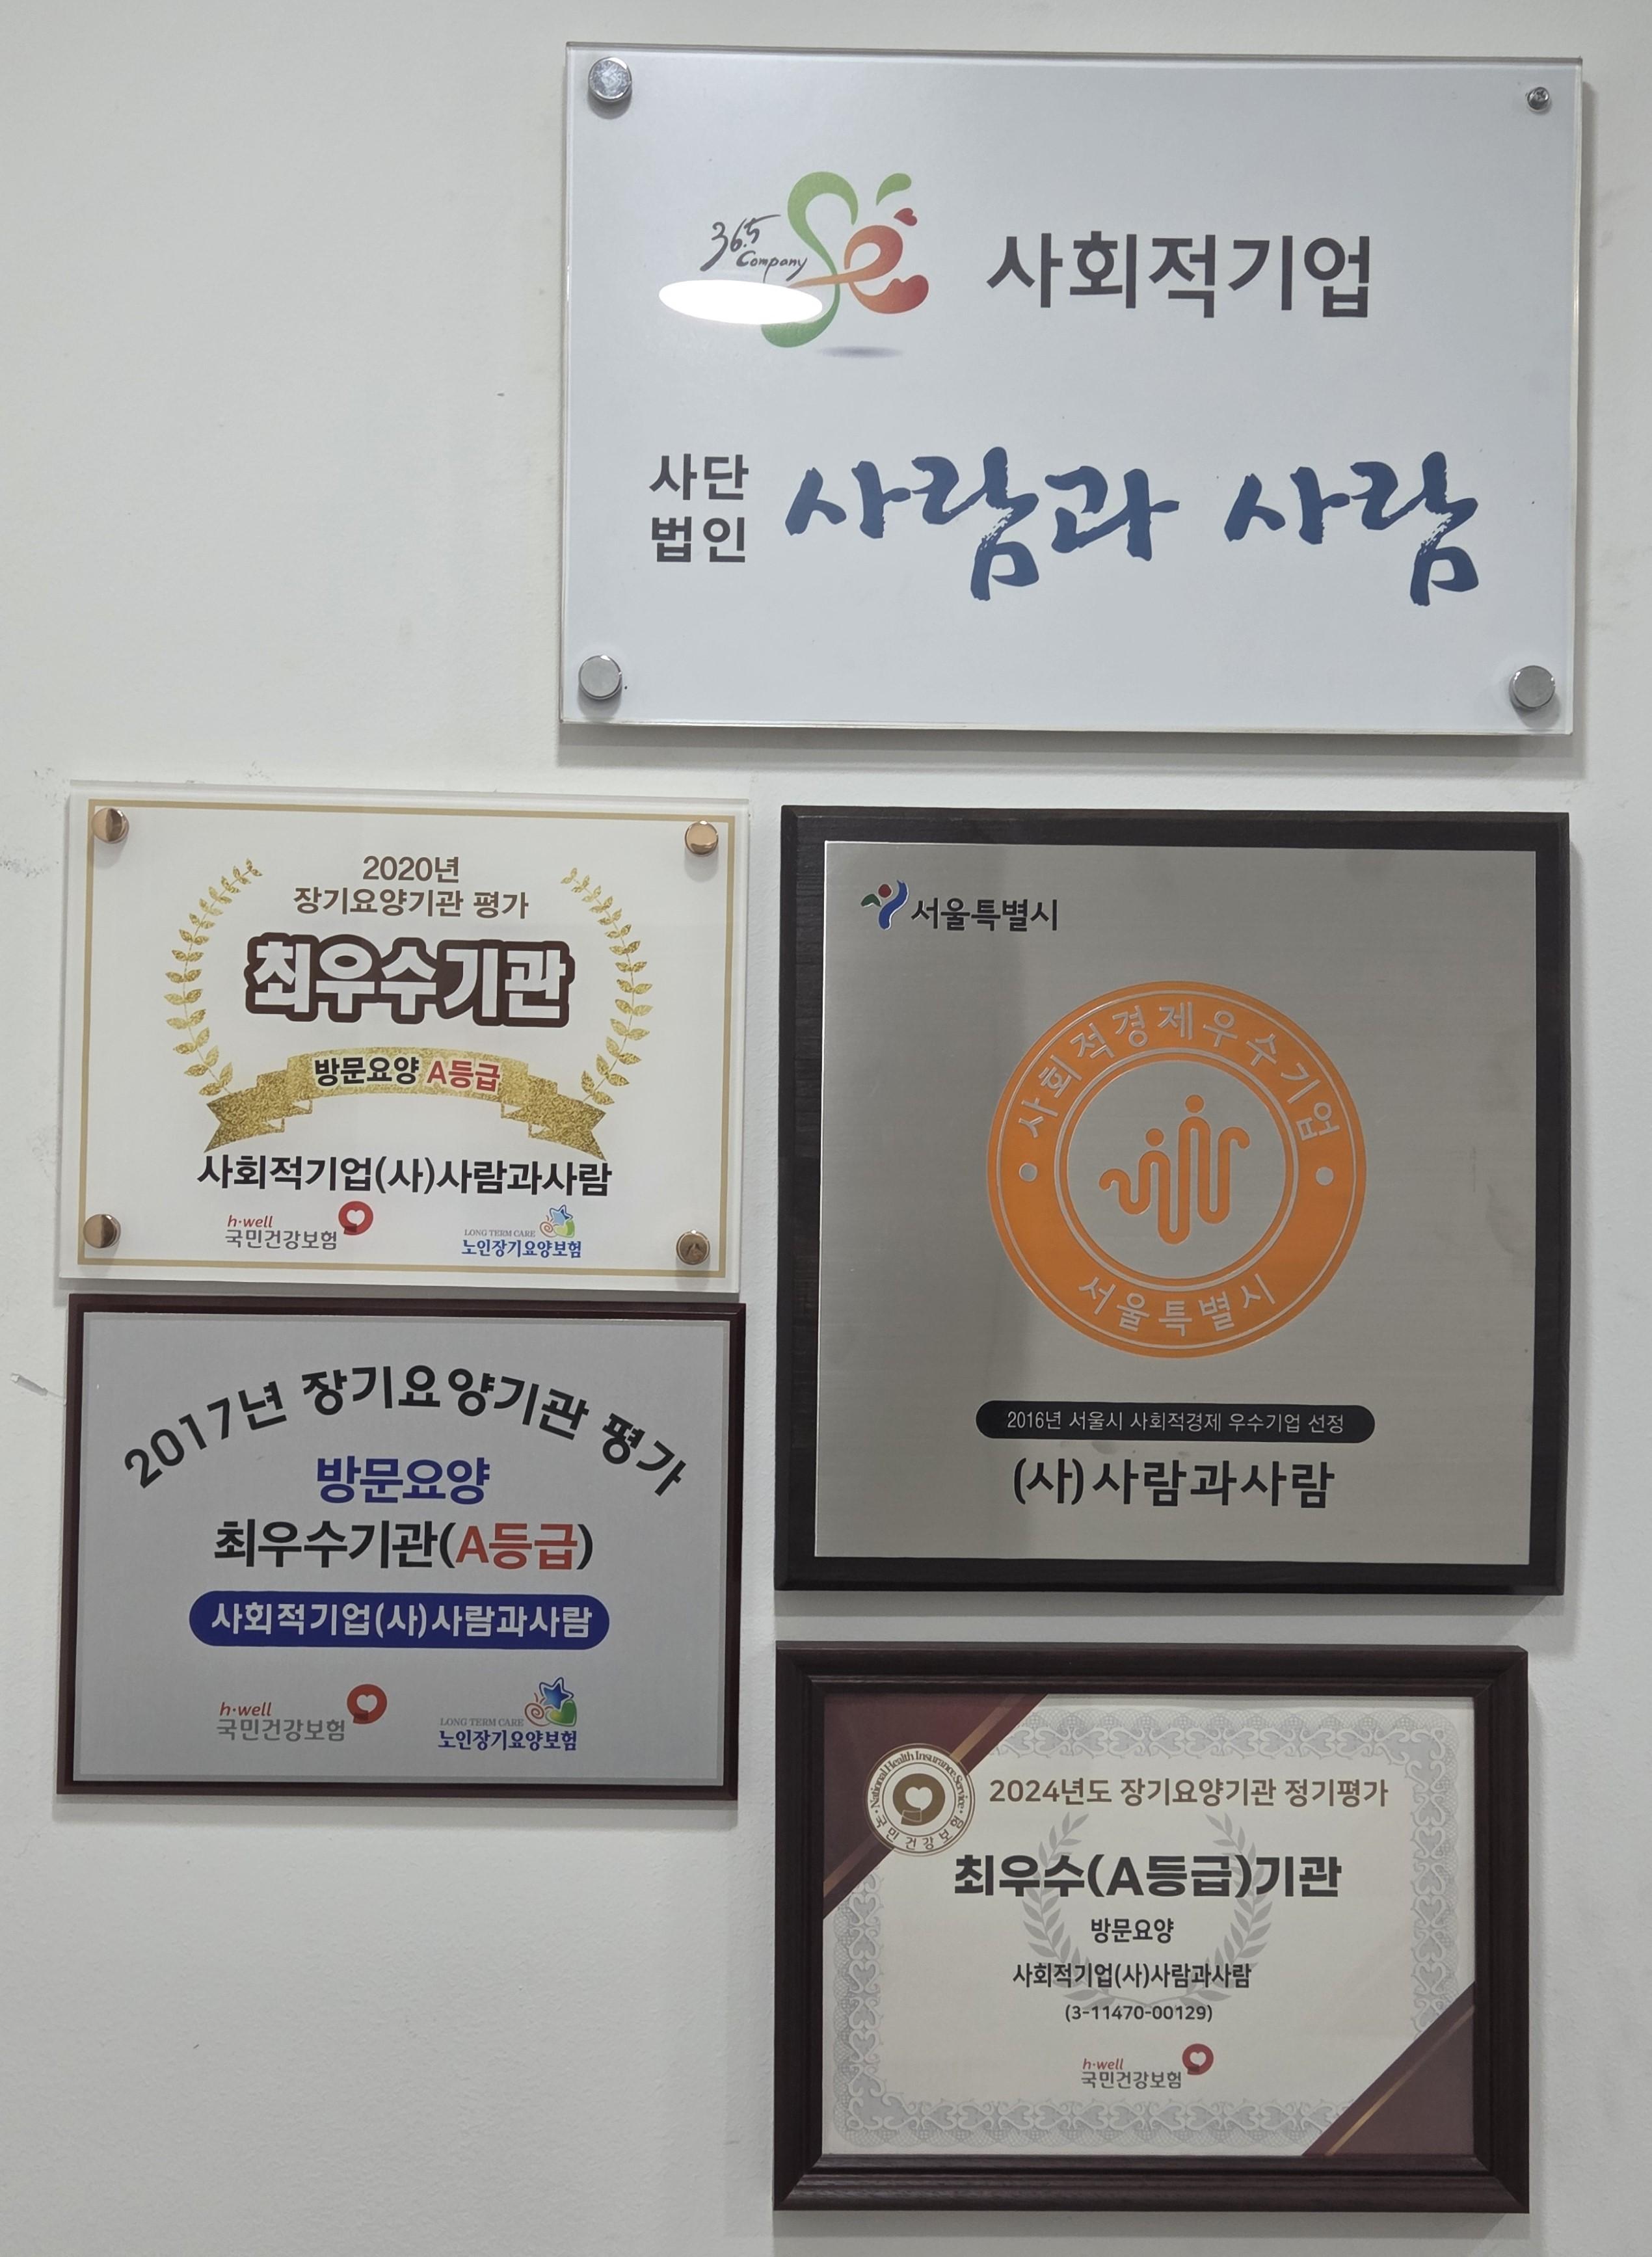 36.5
Company
사회적기업
사단
법인
사람과 사람
2020년
장기요양기관 평가
최우수기관
방문요양 A등급
사회적기업(사)사람과사람
h·well
국민건강보험
LONG TERM CARE
노인장기요양보험
서울특별시
사회적경제우수기업
서울특별시
2016년 서울시 사회적경제 우수기업 선정
(사)사람과사람
2017년 장기요양기관 평가
방문요양
최우수기관(A등급)
사회적기업(사)사람과사람
h·well
국민건강보험
LONG TERM CARE
노인장기요양보험
National Health Insurance Service
국민건강보험
2024년도 장기요양기관 정기평가
최우수(A등급)기관
방문요양
사회적기업(사)사람과사람
(3-11470-00129)
h·well
국민건강보험